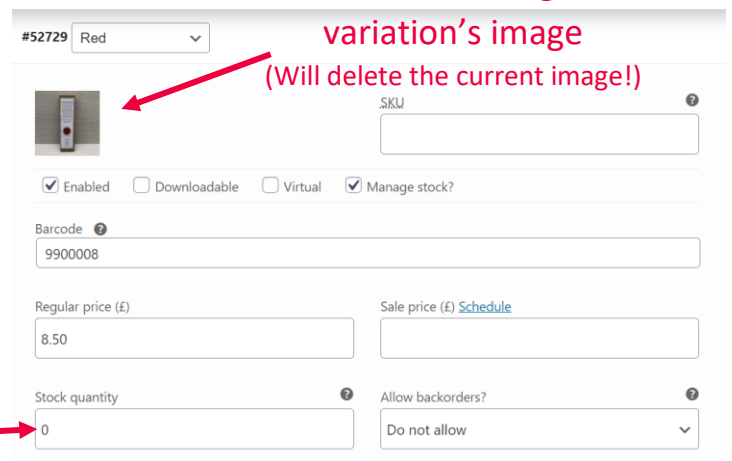 variation's image
(Will delete the current image!)
#52729 Red
SKU
Enabled Downloadable Virtual Manage stock?
Barcode
9900008
Regular price (£) Sale price (£) Schedule
8.50
Stock quantity Allow backorders?
0 Do not allow